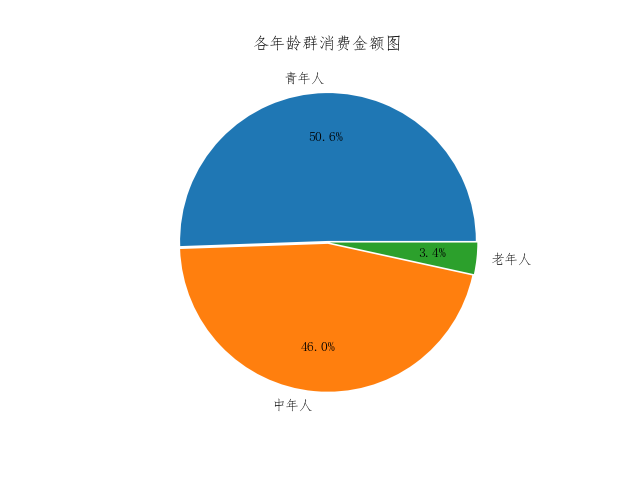 各年龄群消费金额图
青年人
50.6%
3.4%
老年人
46.0%
中年人